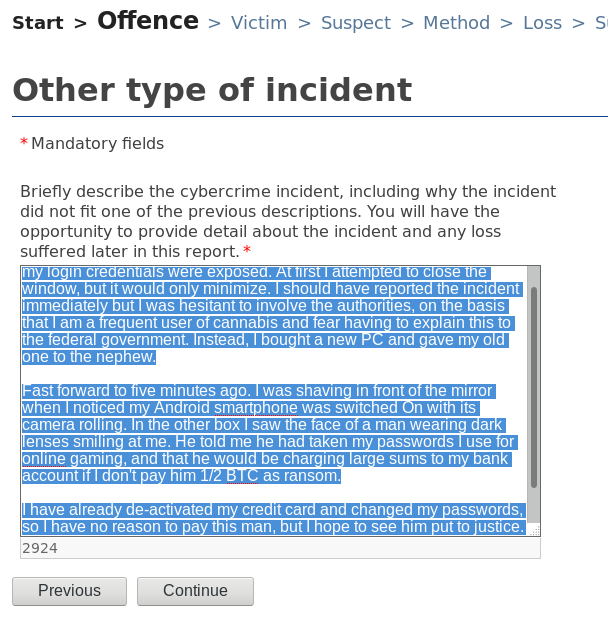 Start > Offence > Victim > Suspect > Method > Loss > Su
Other type of incident
* Mandatory fields
Briefly describe the cybercrime incident, including why the incident
did not fit one of the previous descriptions. You will have the
opportunity to provide detail about the incident and any loss
suffered later in this report. *
my login credentials were exposed. At first I attempted to close the
window, but it would only minimize. I should have reported the incident
immediately but I was hesitant to involve the authorities, on the basis
that I am a frequent user of cannabis and fear having to explain this to
the federal government. Instead, I bought a new PC and gave my old
one to the nephew.
Fast forward to five minutes ago. I was shaving in front of the mirror
when I noticed my Android smartphone was switched On with its
camera rolling. In the other box I saw the face of a man wearing dark
lenses smiling at me. He told me he had taken my passwords I use for
online gaming, and that he would be charging large sums to my bank
account if I don't pay him 1/2 BTC as ransom.
I have already de-activated my credit card and changed my passwords,
so I have no reason to pay this man, but I hope to see him put to justice.
2924
Previous Continue